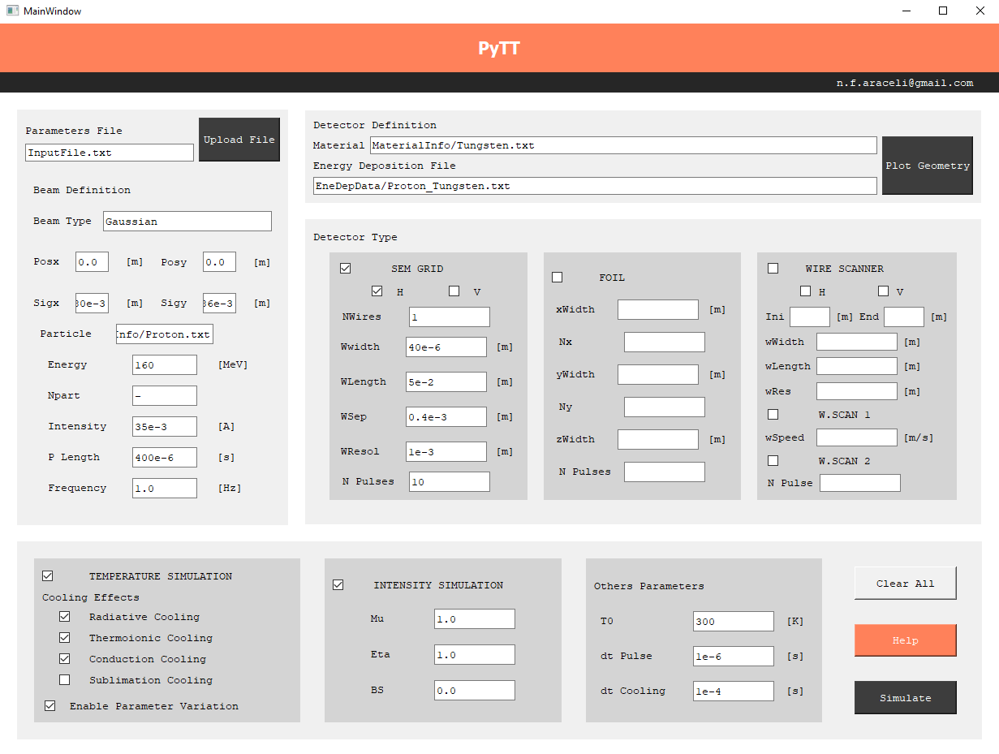 MainWindow
PyTT
n.f.araceli@gmail.com
Parameters File
Upload File
InputFile.txt
Beam Definition
Beam Type Gaussian
Posx 0.0 [m] Posy 0.0 [m]
Sigx 30e-3 [m] Sigy 36e-3 [m]
Particle Info/Proton.txt
Energy 160 [MeV]
Npart -
Intensity 35e-3 [A]
P Length 400e-6 [s]
Frequency 1.0 [Hz]
Detector Definition
Material MaterialInfo/Tungsten.txt
Energy Deposition File
EneDepData/Proton_Tungsten.txt
Plot Geometry
Detector Type
SEM GRID
H V
NWires 1
Wwidth 40e-6 [m]
WLength 5e-2 [m]
WSep 0.4e-3 [m]
WResol 1e-3 [m]
N Pulses 10
FOIL
xWidth [m]
Nx
yWidth [m]
Ny
zWidth [m]
N Pulses
WIRE SCANNER
H V
Ini [m] End [m]
wWidth [m]
wLength [m]
wRes [m]
W.SCAN 1
wSpeed [m/s]
W.SCAN 2
N Pulse
TEMPERATURE SIMULATION
Cooling Effects
Radiative Cooling
Thermoionic Cooling
Conduction Cooling
Sublimation Cooling
Enable Parameter Variation
INTENSITY SIMULATION
Mu 1.0
Eta 1.0
BS 0.0
Others Parameters
T0 300 [K]
dt Pulse 1e-6 [s]
dt Cooling 1e-4 [s]
Clear All
Help
Simulate